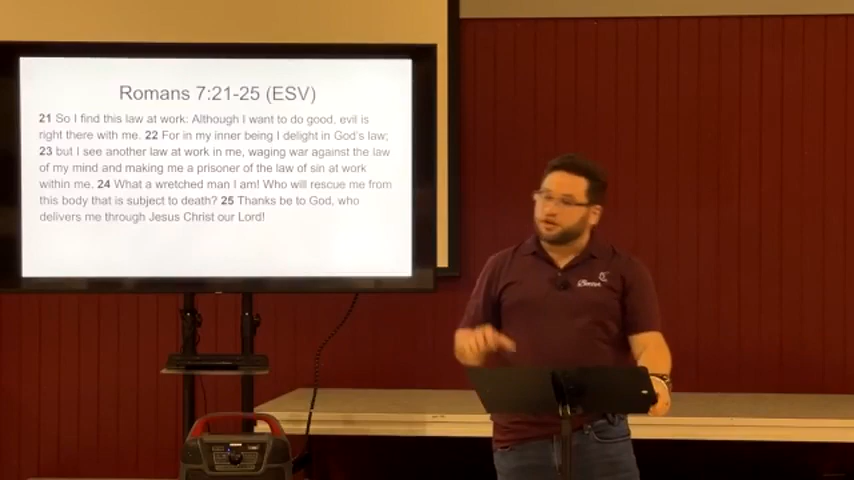 Romans 7:21-25 (ESV)
21 So I find this law at work: Although I want to do good, evil is
right there with me. 22 For in my inner being I delight in God's law;
23 but I see another law at work in me, waging war against the law
of my mind and making me a prisoner of the law of sin at work
within me. 24 What a wretched man I am! Who will rescue me from
this body that is subject to death? 25 Thanks be to God, who
delivers me through Jesus Christ our Lord!